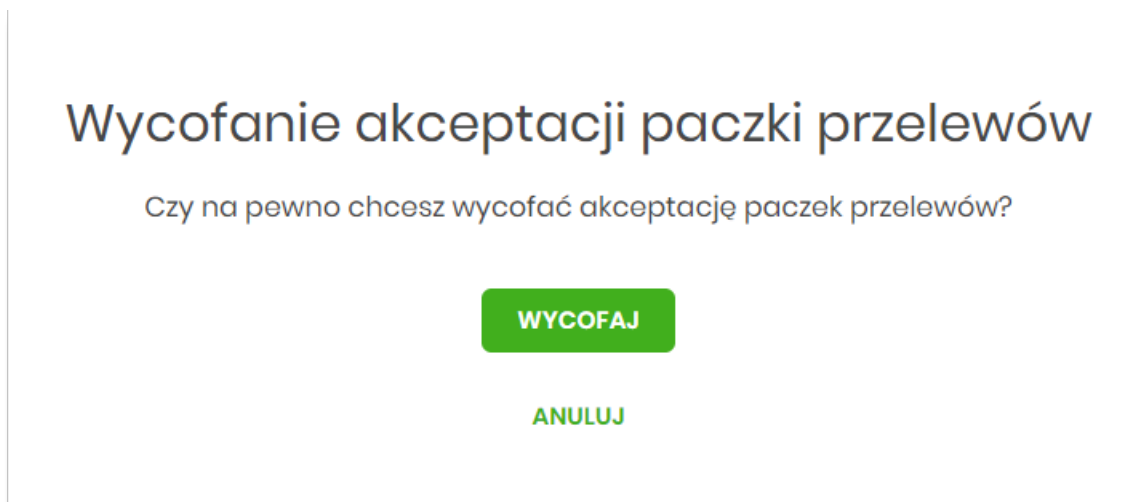 Wycofanie akceptacji paczki przelewów
Czy na pewno chcesz wycofać akceptację paczek przelewów?
WYCOFAJ
ANULUJ